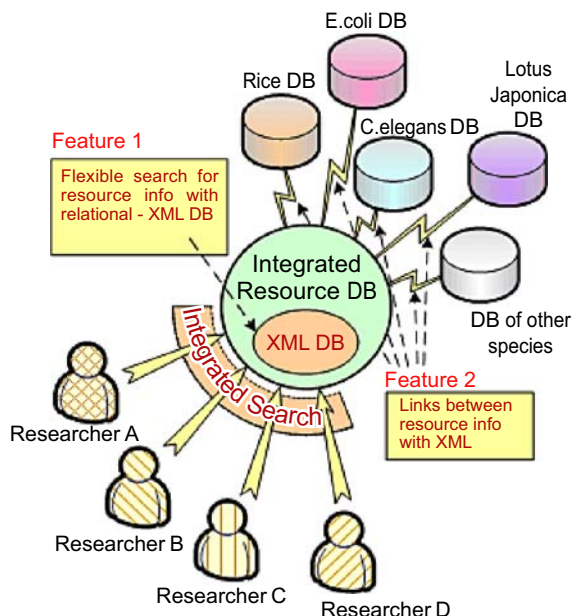 E.coli DB
Rice DB
Lotus
Japonica
DB
C.elegans DB
Feature 1
Flexible search for
resource info with
relational - XML DB
Integrated
Resource DB
XML DB
DB of other
species
Integrated Search
Feature 2
Links between
resource info
with XML
Researcher A
Researcher B
Researcher C
Researcher D